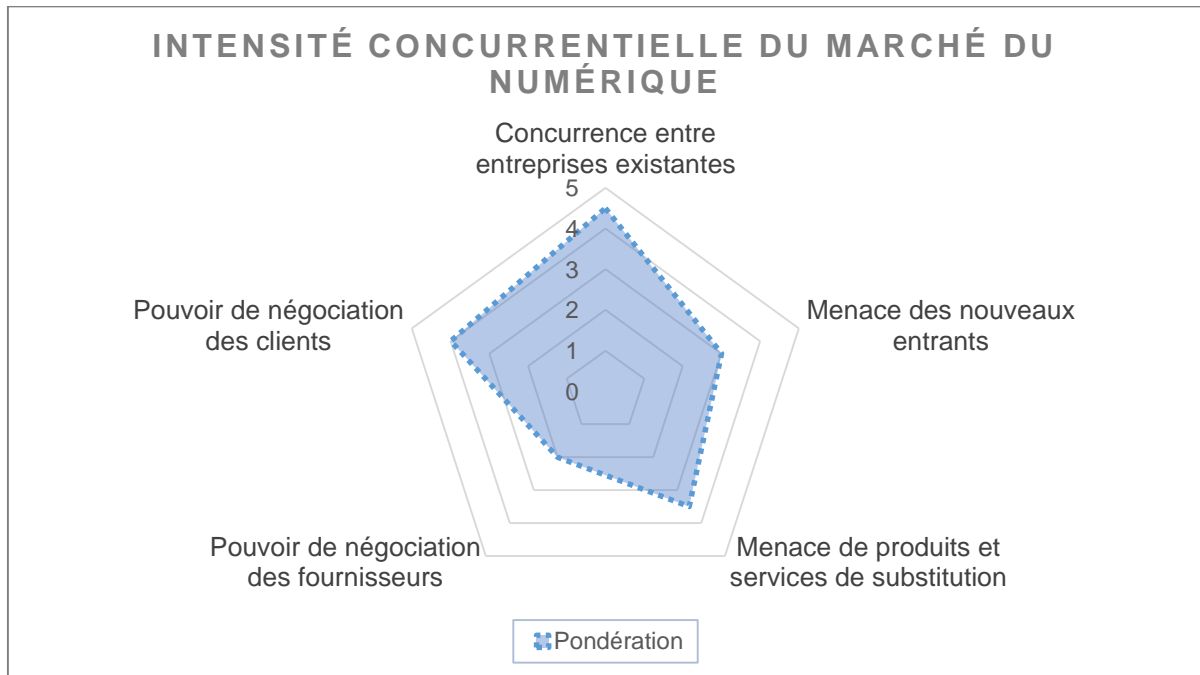 INTENSITÉ CONCURRENTIELLE DU MARCHÉ DU
NUMÉRIQUE
Concurrence entre
entreprises existantes
5
4
3
2
1
0
Pouvoir de négociation
des clients
Menace des nouveaux
entrants
Pouvoir de négociation
des fournisseurs
Menace de produits et
services de substitution
Pondération